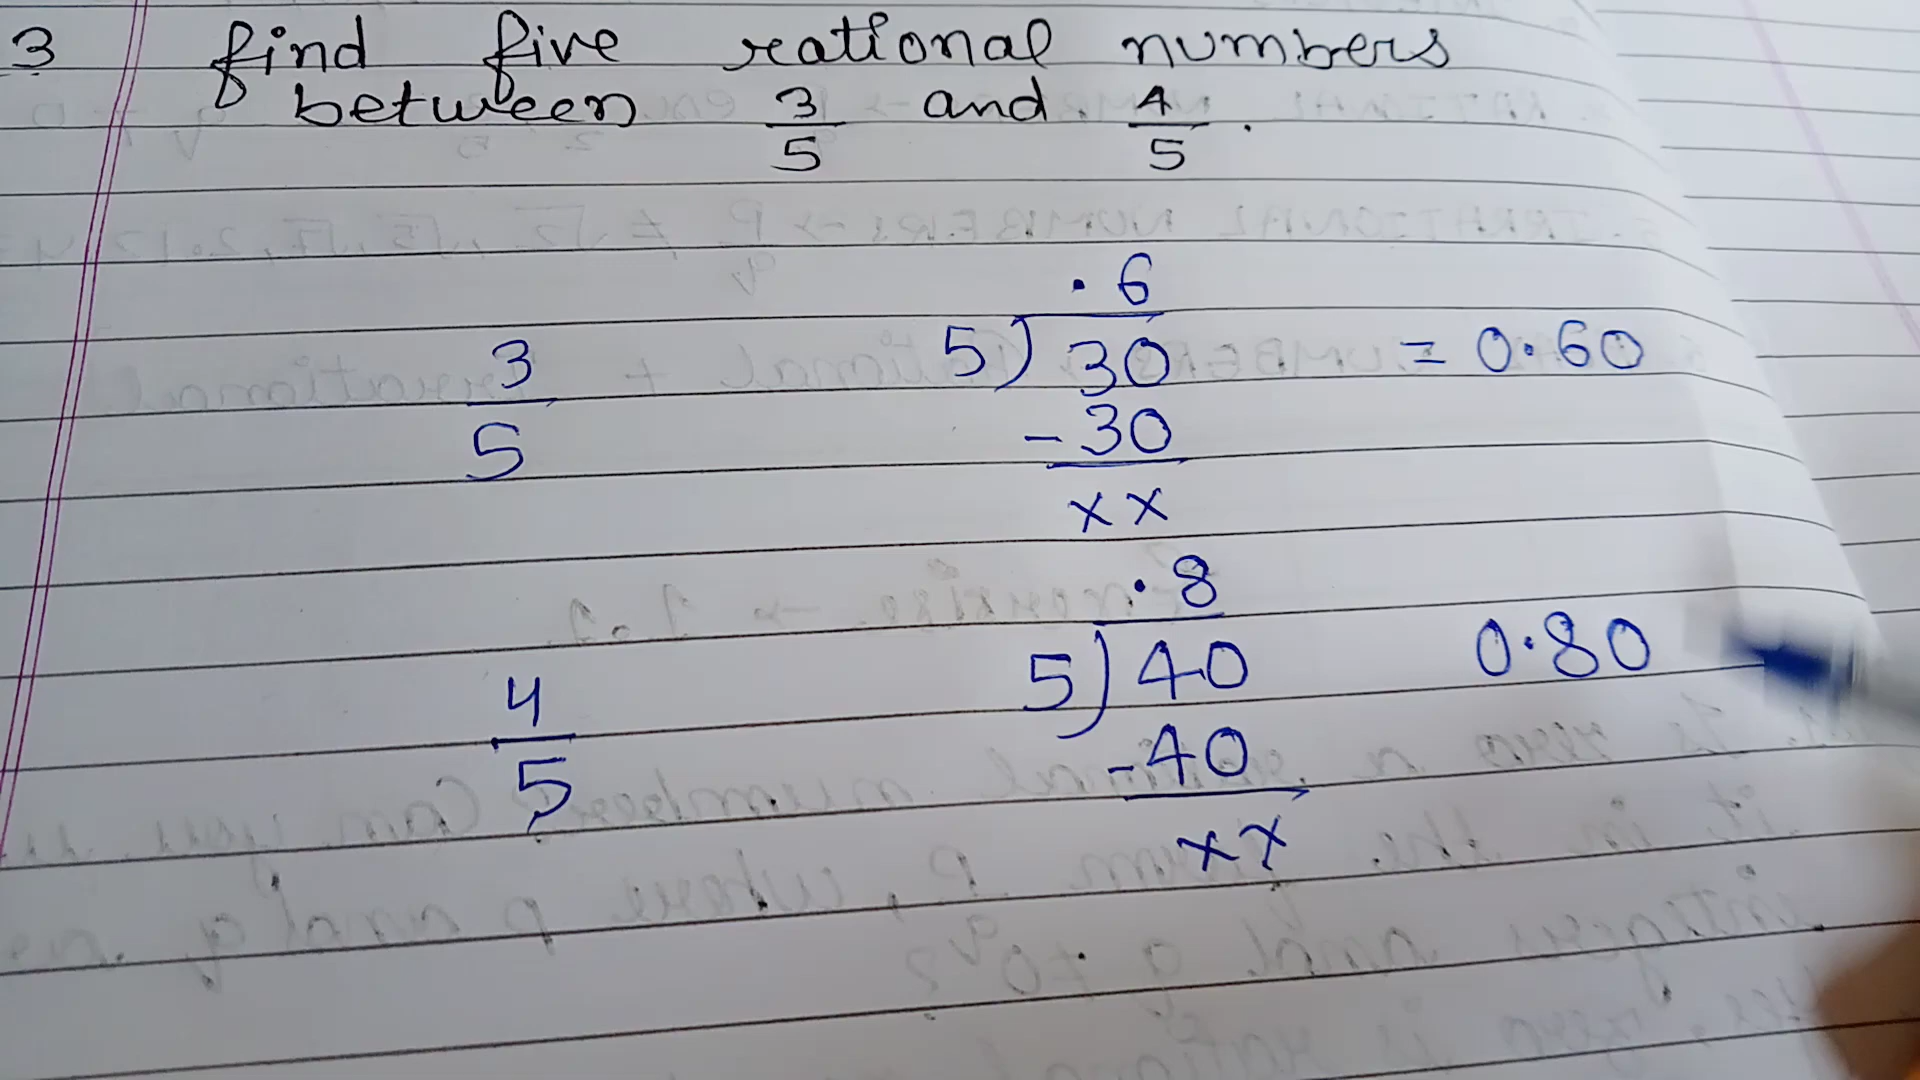 3 find five rational numbers
between 3/5 and 4/5.
.6
3/5 5)30 = 0.60
-30
xx
.8
4/5 5)40 0.80
-40
xx